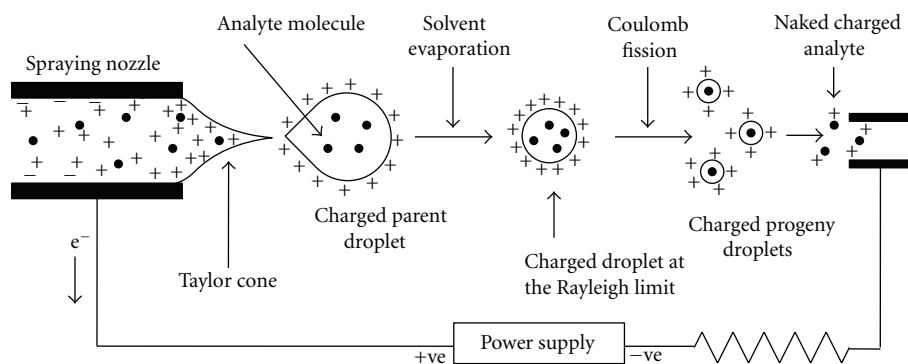 Spraying nozzle
Analyte molecule
Solvent
evaporation
Coulomb
fission
Naked charged
analyte
Charged parent
droplet
Charged progeny
droplets
e−
Taylor cone
Charged droplet at
the Rayleigh limit
+ve
Power supply
−ve